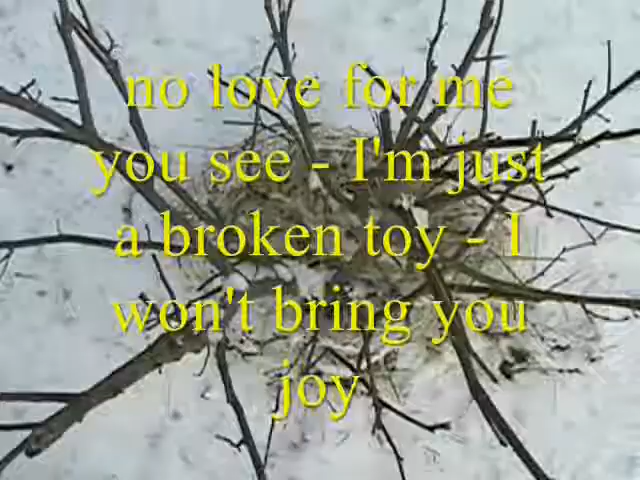 no love for me
you see - I'm just
a broken toy - I
won't bring you
joy